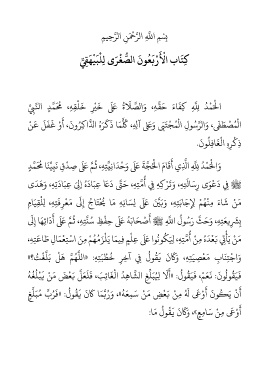 بِسْمِ اللَّهِ الرَّحْمَنِ الرَّحِيمِ
كِتَاب الْأَرْبَعُونَ الصُّغْرَى لِلْبَيْهَقِيِّ
الْحَمْدُ لِلَّهِ كِفَاءَ حَقِّهِ، وَالصَّلَاةُ عَلَى خَيْرِ خَلْقِهِ، مُحَمَّدٍ النَّبِيِّ
الْمُصْطَفَى، وَالرَّسُولِ الْمُجْتَبَى وَعَلَى آلِهِ، كُلَّمَا ذَكَرَهُ الذَّاكِرُونَ، أَوْ غَفَلَ عَنْ
ذِكْرِهِ الْغَافِلُونَ.
وَالْحَمْدُ لِلَّهِ الَّذِي أَقَامَ الْحُجَّةَ عَلَى وَحْدَانِيَّتِهِ، ثُمَّ عَلَى صِدْقِ نَبِيِّنَا مُحَمَّدٍ
ﷺ فِي دَعْوَى رِسَالَتِهِ، وَتَرْكِهِ فِي أُمَّتِهِ، حَتَّى دَعَا عِبَادَهُ إِلَى عِبَادَتِهِ، وَهَدَى
مَنْ شَاءَ مِنْهُمْ لِإِجَابَتِهِ، وَبَيَّنَ عَلَى لِسَانِهِ مَا يُحْتَاجُ إِلَى مَعْرِفَتِهِ، لِلْقِيَامِ
بِشَرِيعَتِهِ، وَحَثَّ رَسُولُ اللَّهِ ﷺ أَصْحَابَهُ عَلَى حِفْظِ سُنَّتِهِ، ثُمَّ عَلَى أَدَائِهَا إِلَى
مَنْ يَأْتِي بَعْدَهُ مِنْ أُمَّتِهِ، لِيَكُونُوا عَلَى عِلْمٍ فِيمَا يَلْزَمُهُمْ مِنَ اسْتِعْمَالِ طَاعَتِهِ،
وَاجْتِنَابِ مَعْصِيَتِهِ، وَكَانَ يَقُولُ فِي آخِرِ خُطْبَتِهِ: «اللَّهُمَّ هَلْ بَلَّغْتُ؟»
فَيَقُولُونَ: نَعَمْ، فَيَقُولُ: «أَلَا لِيُبَلِّغِ الشَّاهِدُ الْغَائِبَ، فَلَعَلَّ بَعْضَ مَنْ يَبْلُغُهُ
أَنْ يَكُونَ أَوْعَى لَهُ مِنْ بَعْضِ مَنْ سَمِعَهُ»، وَرُبَّمَا كَانَ يَقُولُ: «فَرُبَّ مُبَلَّغٍ
أَوْعَى مِنْ سَامِعٍ»، وَكَانَ يَقُولُ مَا: